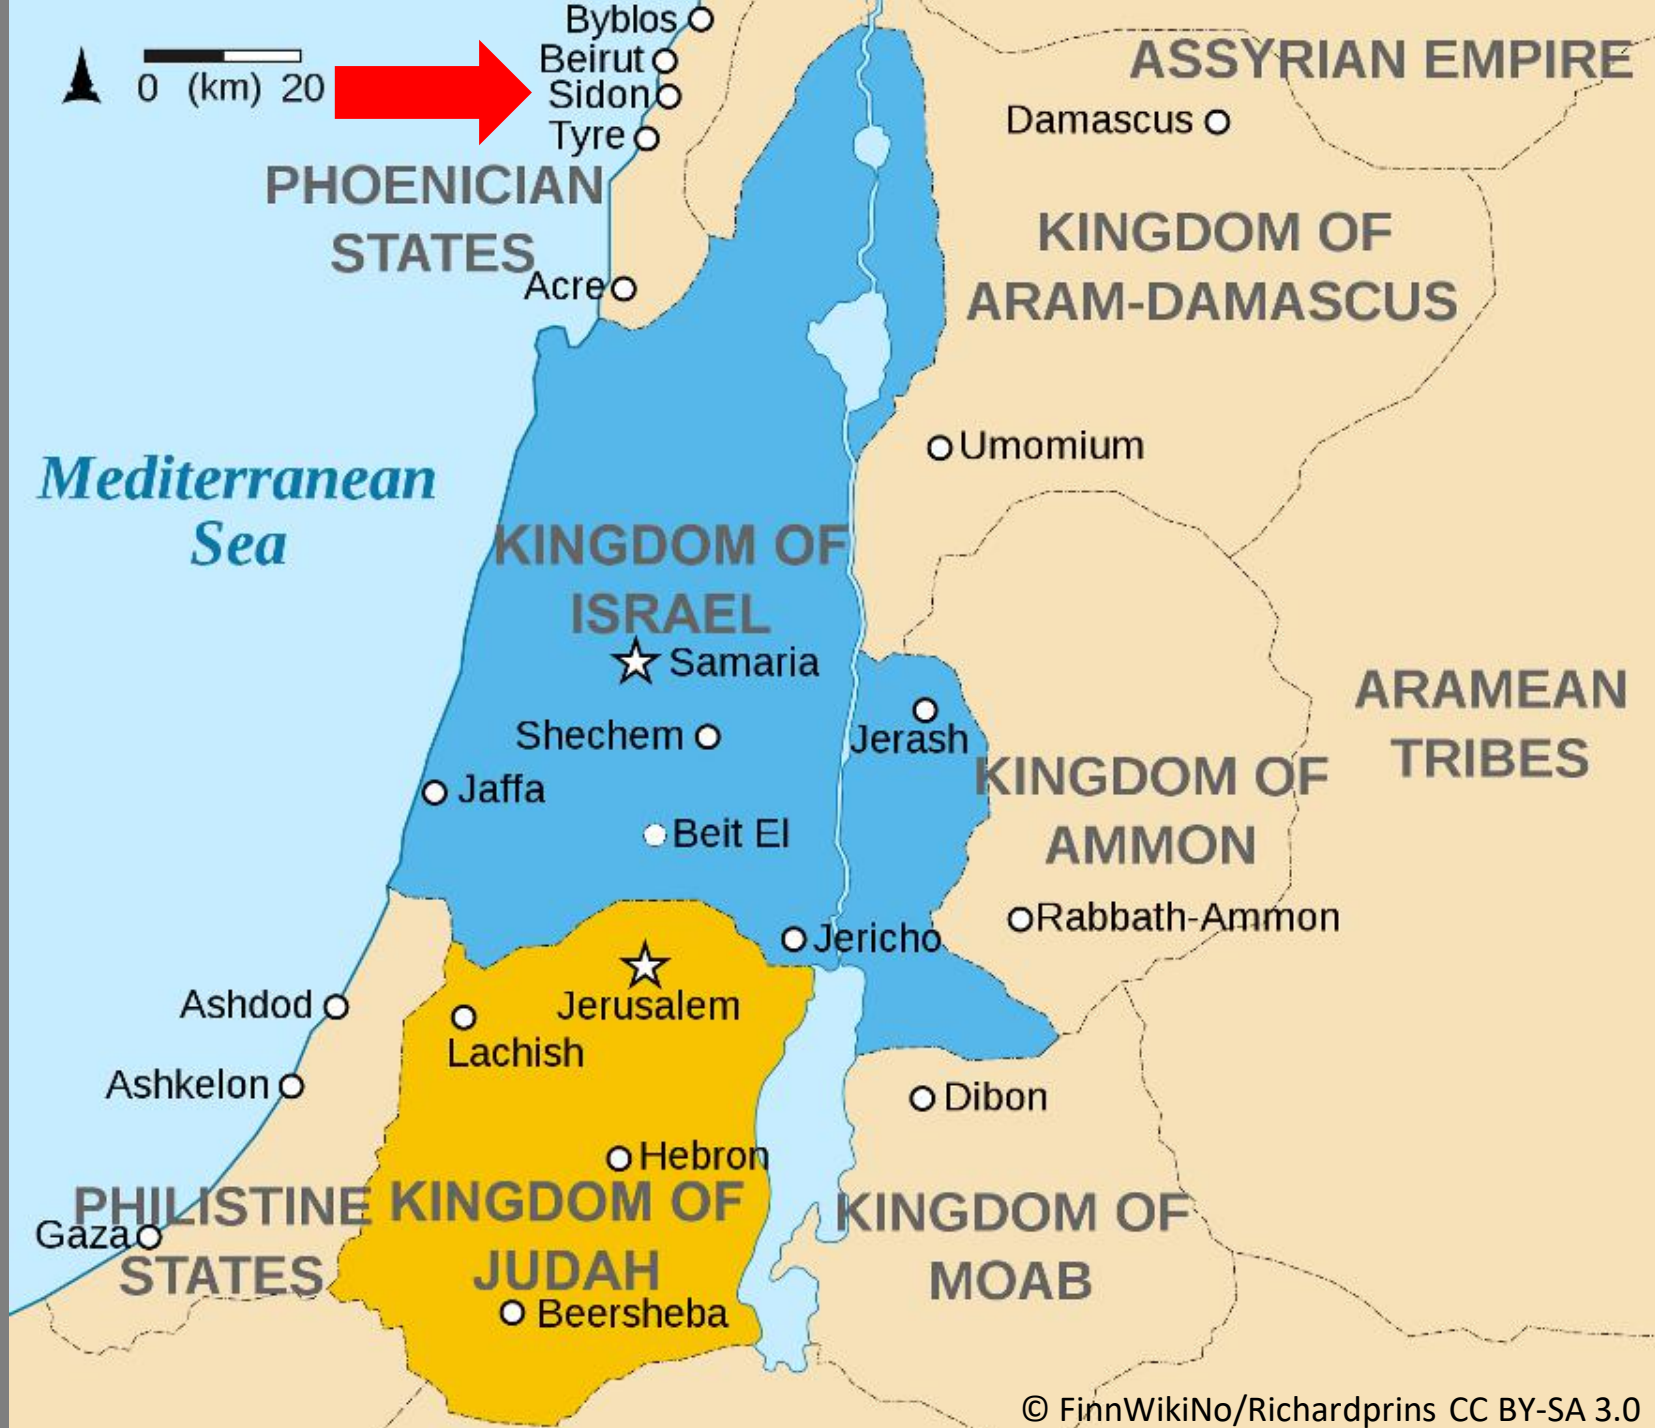 Byblos
Beirut
0 (km) 20
Sidon
Tyre
ASSYRIAN EMPIRE
Damascus
PHOENICIAN
STATES
Acre
KINGDOM OF
ARAM-DAMASCUS
Umomium
Mediterranean
Sea
KINGDOM OF
ISRAEL
Samaria
Shechem
Jerash
Jaffa
Beit El
ARAMEAN
TRIBES
KINGDOM OF
AMMON
Rabbath-Ammon
Jericho
Jerusalem
Ashdod
Lachish
Ashkelon
Dibon
Hebron
PHILISTINE
STATES
Gaza
KINGDOM OF
JUDAH
KINGDOM OF
MOAB
Beersheba
© FinnWikiNo/Richardprins CC BY-SA 3.0